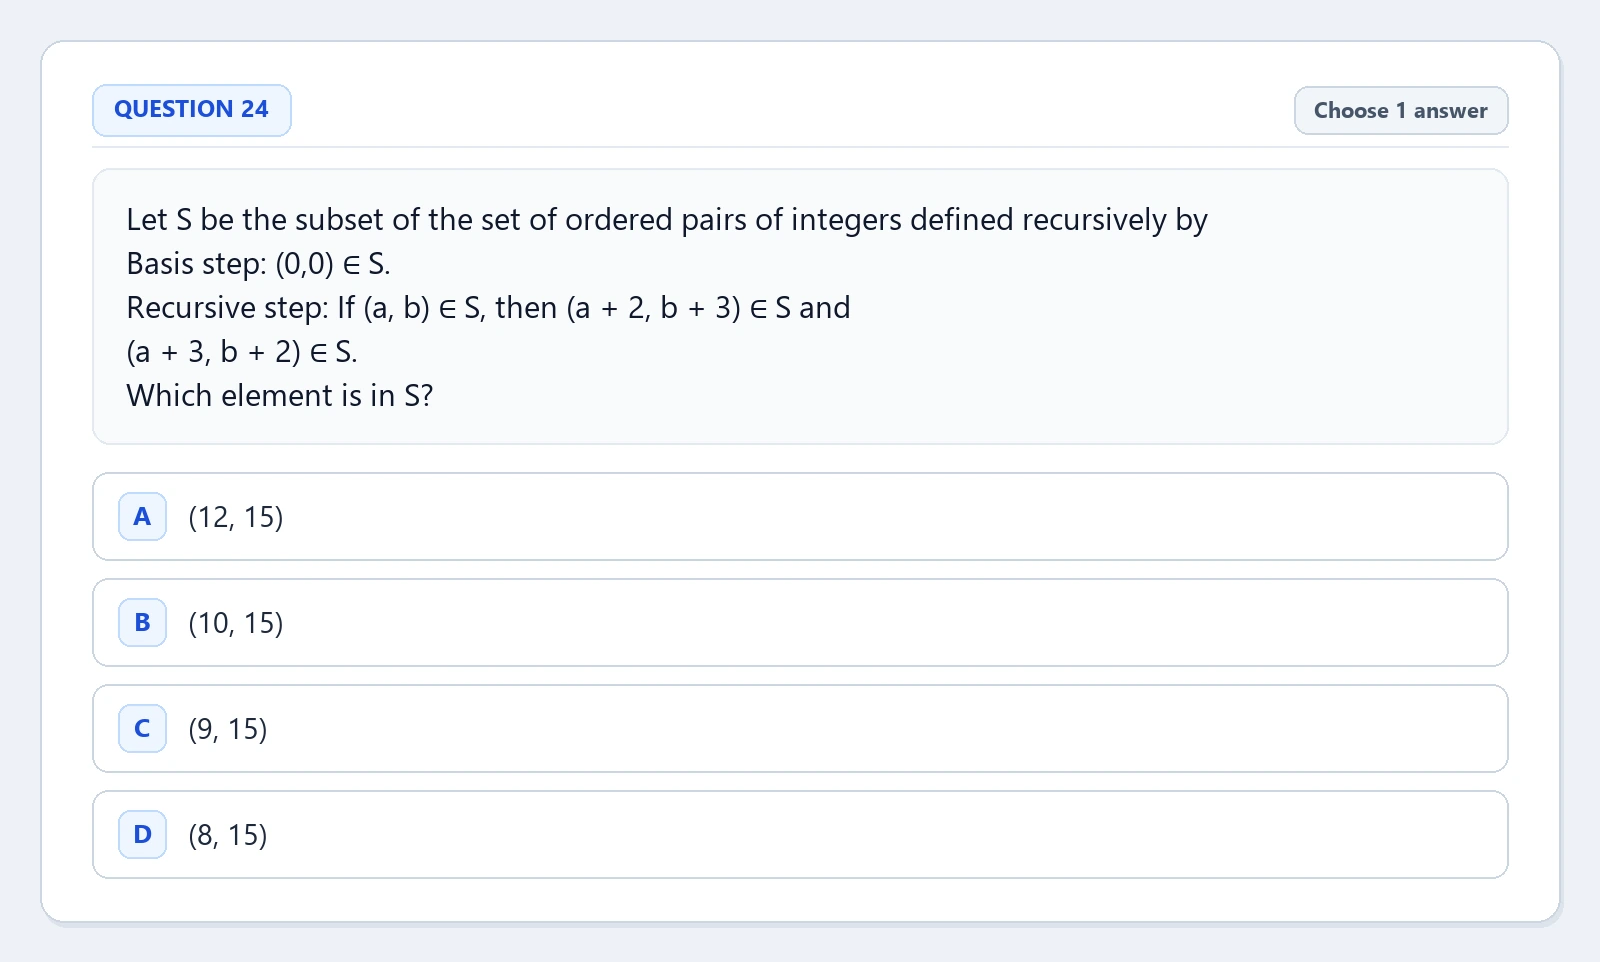 QUESTION 24
Choose 1 answer
Let S be the subset of the set of ordered pairs of integers defined recursively by
Basis step: (0,0) ∈ S.
Recursive step: If (a, b) ∈ S, then (a + 2, b + 3) ∈ S and
(a + 3, b + 2) ∈ S.
Which element is in S?
A (12, 15)
B (10, 15)
C (9, 15)
D (8, 15)